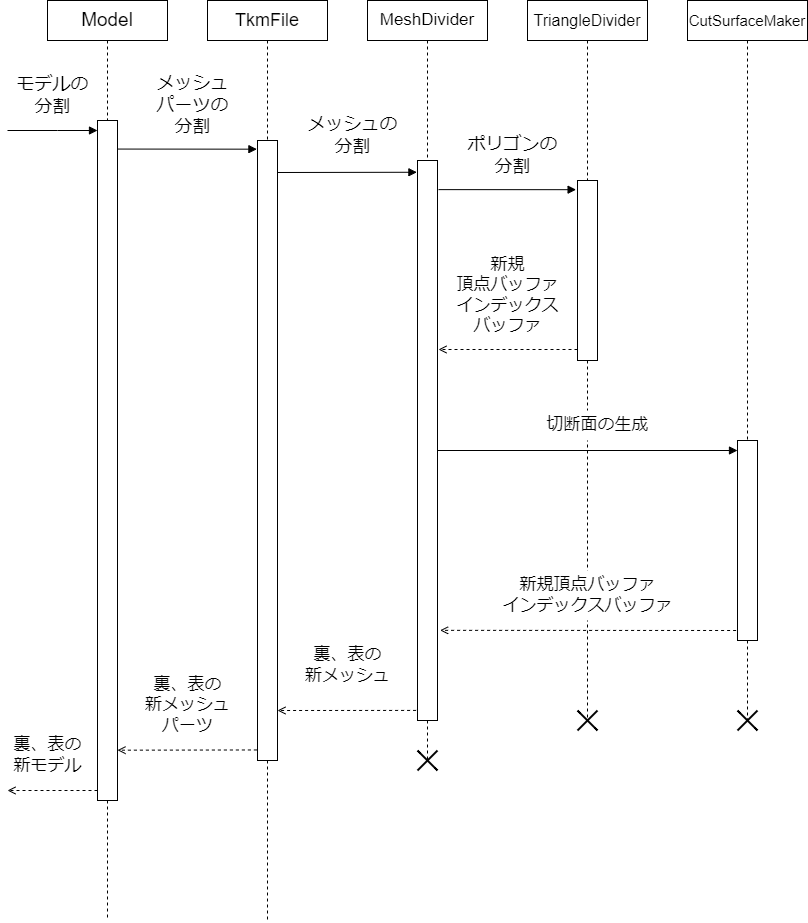 Model
TkmFile
MeshDivider
TriangleDivider
CutSurfaceMaker
モデルの
分割
メッシュ
パーツの
分割
メッシュの
分割
ポリゴンの
分割
新規
頂点バッファ
インデックス
バッファ
切断面の生成
新規頂点バッファ
インデックスバッファ
裏、表の
新メッシュ
裏、表の
新メッシュ
パーツ
裏、表の
新モデル